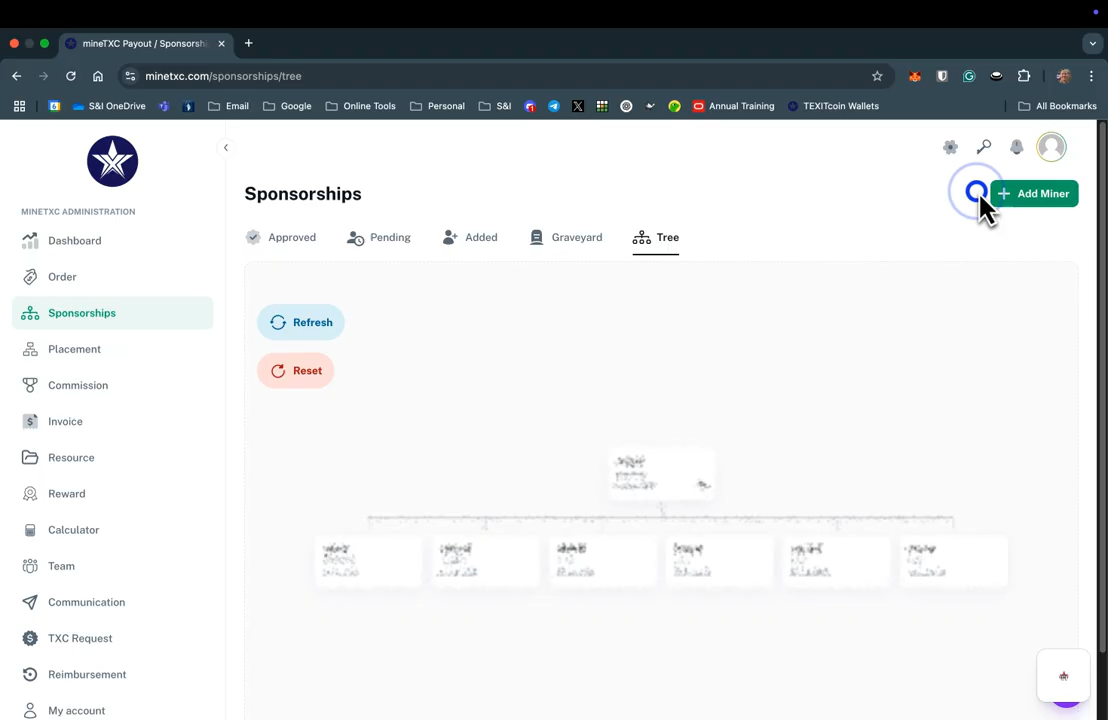 mineTXC Payout / Sponsorshi
minetxc.com/sponsorships/tree
S&I OneDrive
Email
Google
Online Tools
Personal
S&I
Annual Training
TEXITcoin Wallets
All Bookmarks
MINETXC ADMINISTRATION
Dashboard
Order
Sponsorships
Placement
Commission
Invoice
Resource
Reward
Calculator
Team
Communication
TXC Request
Reimbursement
My account
Sponsorships
Add Miner
Approved
Pending
Added
Graveyard
Tree
Refresh
Reset